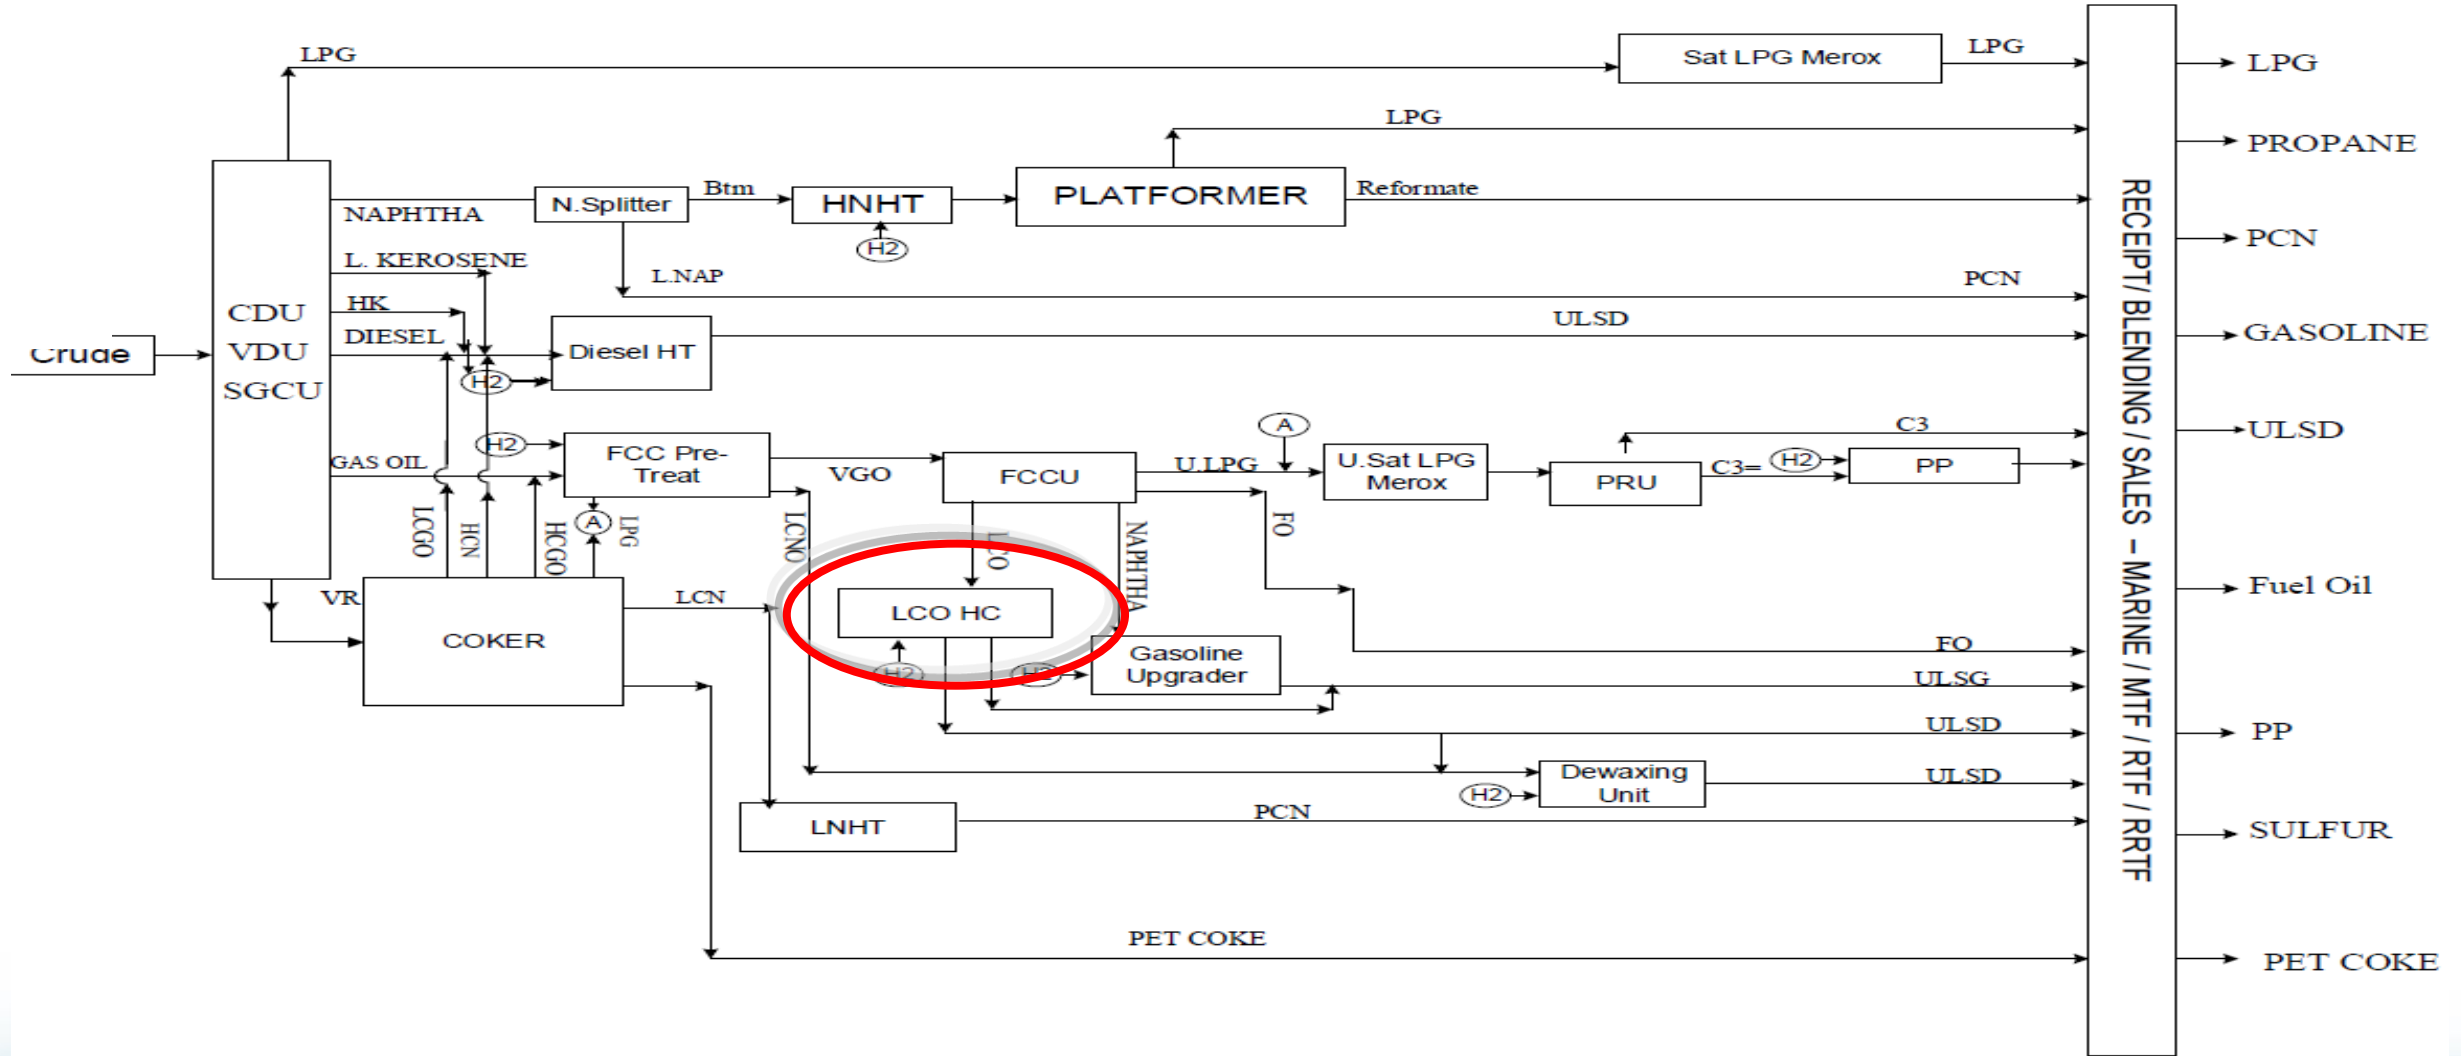 LPG
Sat LPG Merox
LPG
LPG
LPG
PROPANE
NAPHTHA
N.Splitter
Btm
HNHT
H2
PLATFORMER
Reformate
PCN
L. KEROSENE
L.NAP
PCN
HK
CDU
VDU
SGCU
DIESEL
ULSD
GASOLINE
Crude
Diesel HT
H2
C3
ULSD
A
H2
FCC Pre-
Treat
GAS OIL
VGO
FCCU
U.LPG
U.Sat LPG
Merox
PRU
C3=
H2
PP
LCGO
HCN
HCGO
A
LPG
LCNO
LCO
NAPHTHA
FO
RECEIPT/ BLENDING / SALES – MARINE / MTF / RTF / RRTF
Fuel Oil
VR
COKER
LCN
LCO HC
H2
H2
Gasoline
Upgrader
FO
ULSG
ULSD
PP
Dewaxing
Unit
H2
ULSD
LNHT
PCN
SULFUR
PET COKE
PET COKE